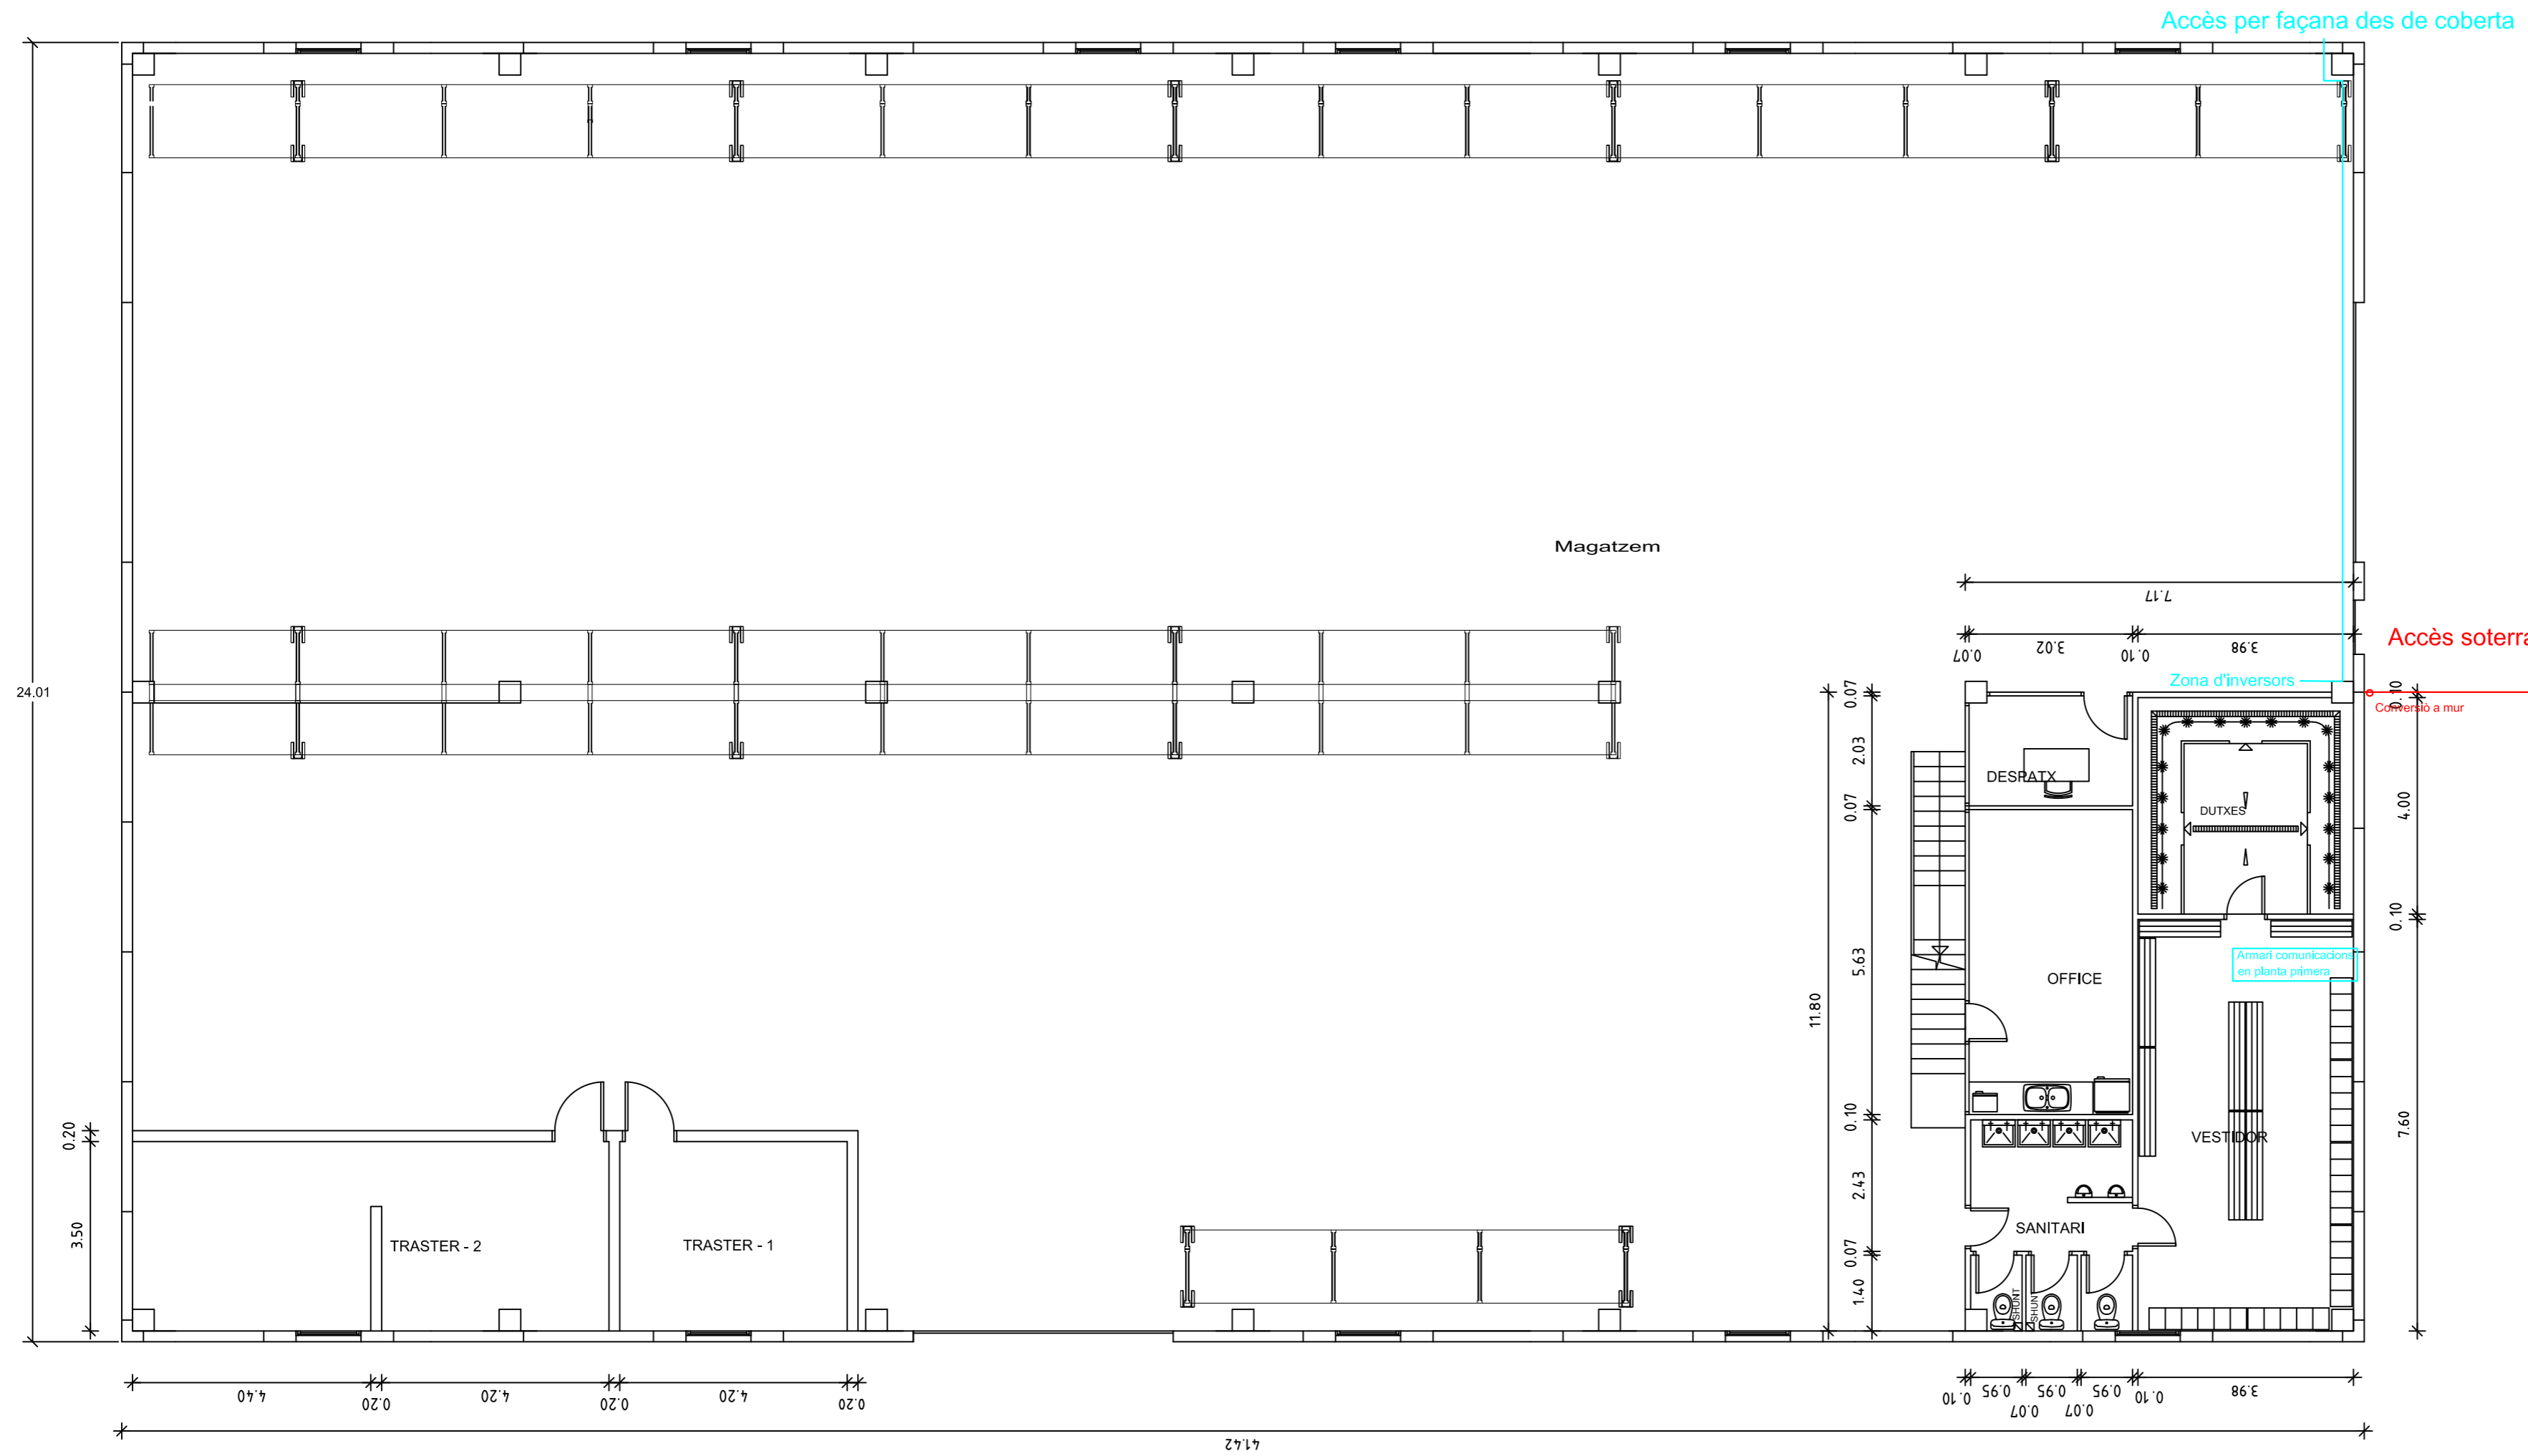 Accès per façana des de coberta
24.01
Magatzem
7.17
0.07
3.02
0.10
3.98
Accès soterra
Zona d'inversors
Conversiò a mur
0.10
0.07
2.03
0.07
DESPATX
DUTXES
4.00
0.10
5.63
OFFICE
Armari comunicacions
en planta primera
11.80
0.10
VESTIDOR
7.60
0.20
3.50
2.43
SANITARI
TRASTER - 2
TRASTER - 1
0.07
1.40
SHUNT
SHUNT
4.40
0.20
4.20
0.20
4.20
0.20
0.10
0.95
0.07
0.95
0.07
0.95
0.10
3.98
41.42